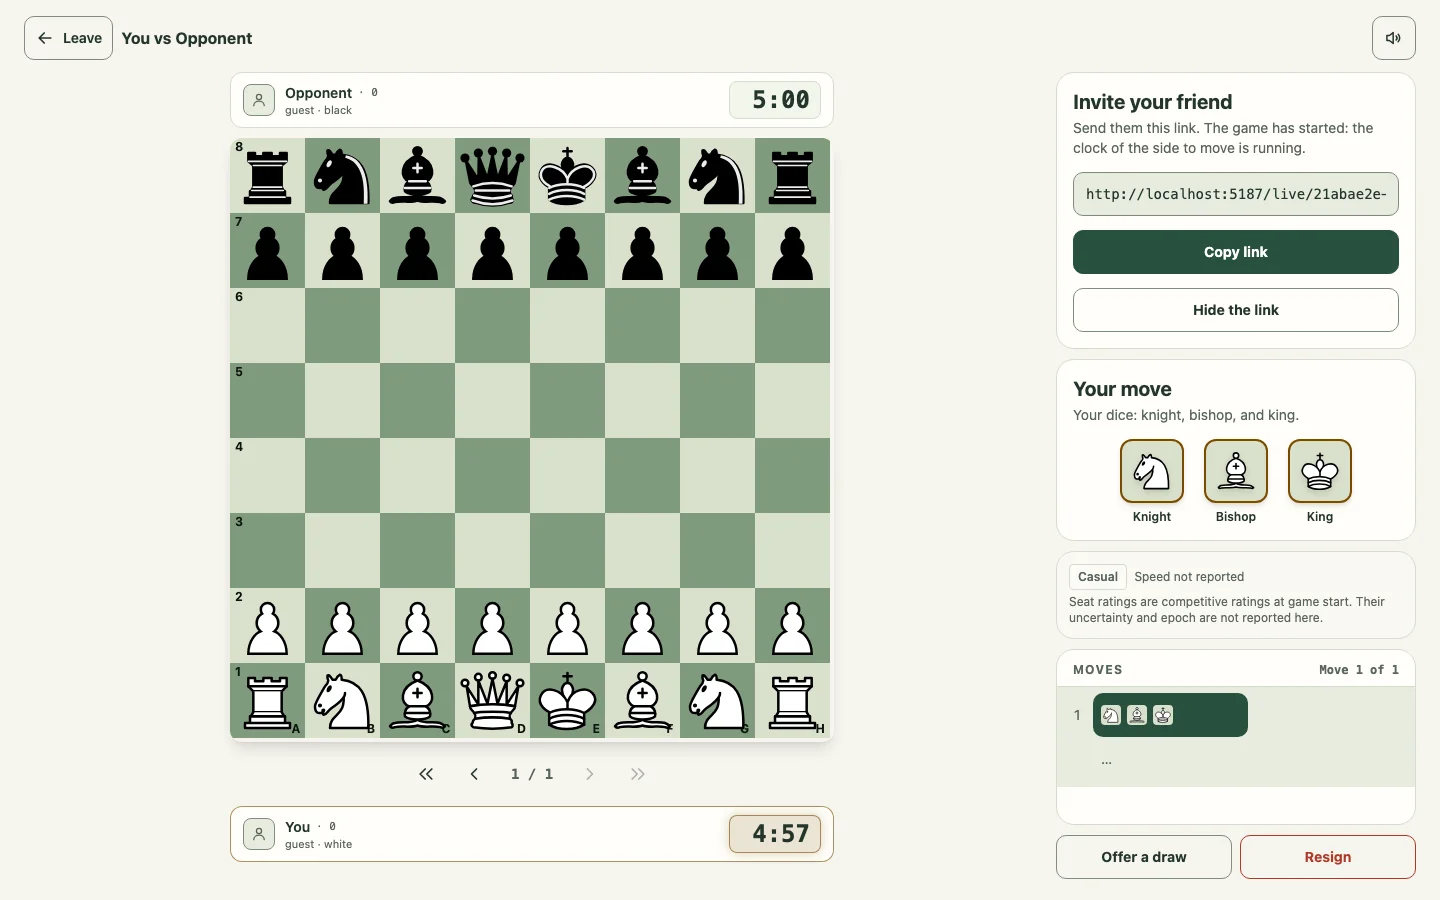 Leave
You vs Opponent
Opponent · 0
guest · black
5:00
8
7
6
5
4
3
2
1
A B C D E F G H
1 / 1
You · 0
guest · white
4:57
Invite your friend
Send them this link. The game has started: the
clock of the side to move is running.
http://localhost:5187/live/21abae2e-
Copy link
Hide the link
Your move
Your dice: knight, bishop, and king.
Knight Bishop King
Casual Speed not reported
Seat ratings are competitive ratings at game start. Their
uncertainty and epoch are not reported here.
MOVES Move 1 of 1
1
...
Offer a draw Resign